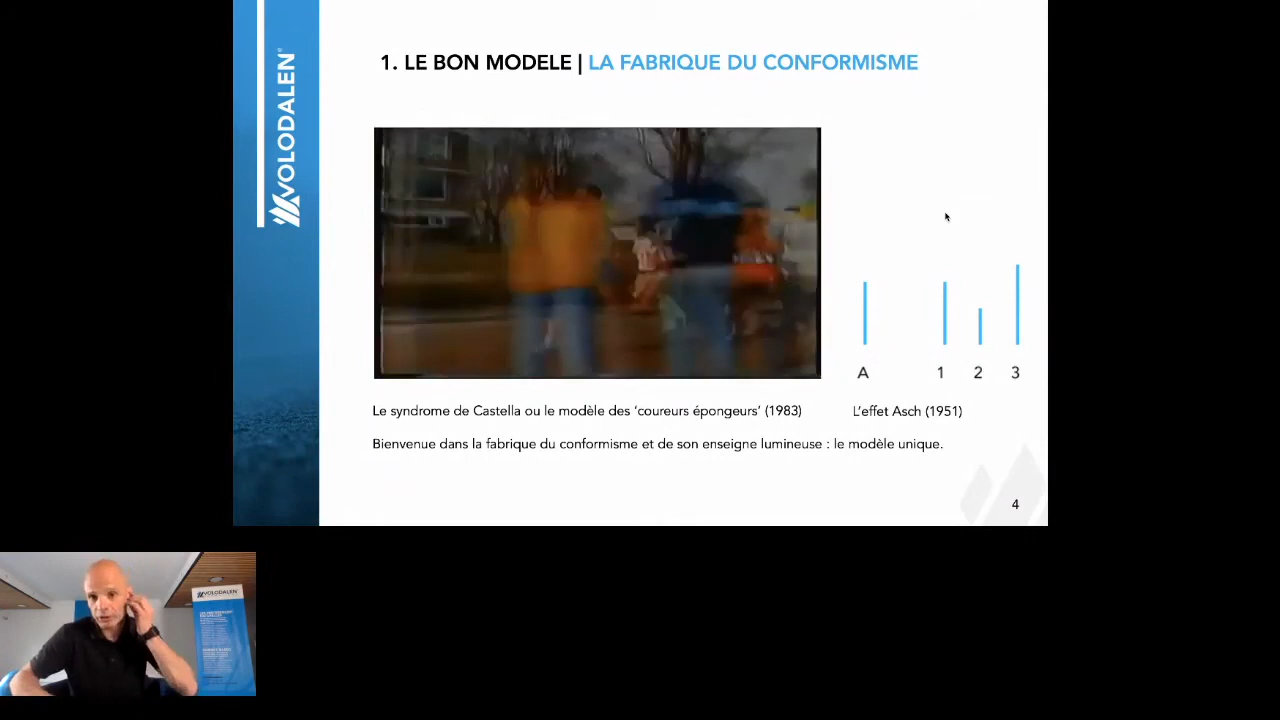 VOLODALEN
1. LE BON MODELE | LA FABRIQUE DU CONFORMISME
A 1 2 3
Le syndrome de Castella ou le modèle des ‘coureurs épongeurs’ (1983)
L’effet Asch (1951)
Bienvenue dans la fabrique du conformisme et de son enseigne lumineuse : le modèle unique.
4
VOLODALEN